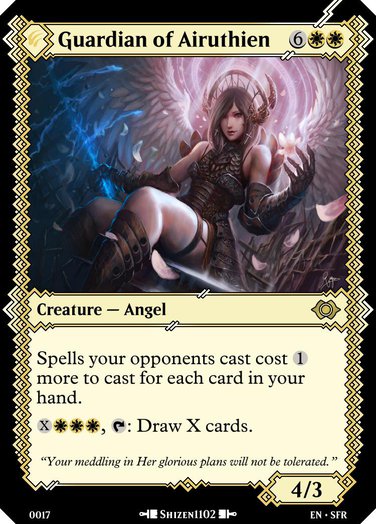 Guardian of Airuthien 6
Creature — Angel
Spells your opponents cast cost 1
more to cast for each card in your
hand.
X, : Draw X cards.
"Your meddling in Her glorious plans will not be tolerated."
4/3
0017 Shizen1102 EN • SFR